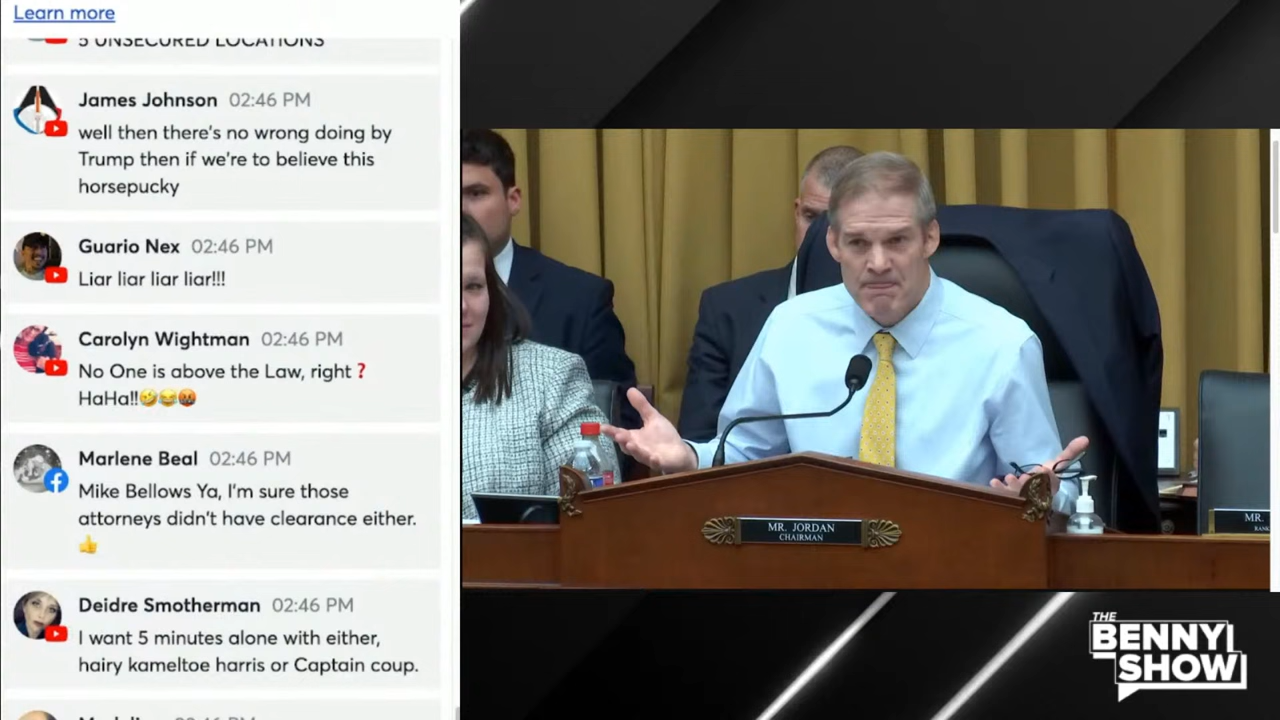 Learn more
5 UNSECURED LOCATIONS
James Johnson 02:46 PM
well then there's no wrong doing by
Trump then if we're to believe this
horsepucky
Guario Nex 02:46 PM
Liar liar liar liar!!!
Carolyn Wightman 02:46 PM
No One is above the Law, right❓
HaHa‼️🤣😂🤬
Marlene Beal 02:46 PM
Mike Bellows Ya, I'm sure those
attorneys didn't have clearance either.
👍
Deidre Smotherman 02:46 PM
I want 5 minutes alone with either,
hairy kameltoe harris or Captain coup.
MR. JORDAN
CHAIRMAN
MR.
THE
BENNY
SHOW